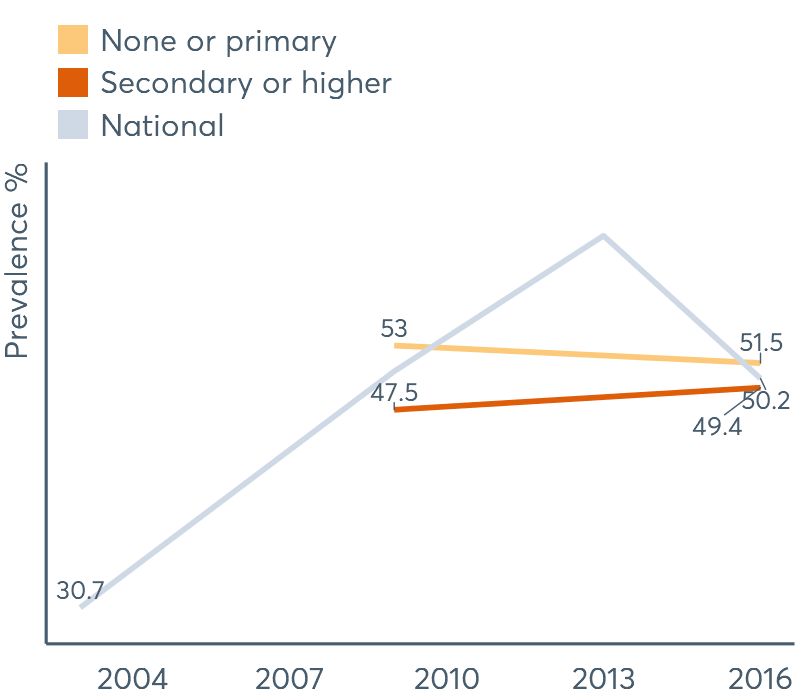 None or primary
Secondary or higher
National
Prevalence %
53
51.5
47.5
50.2
49.4
30.7
2004 2007 2010 2013 2016